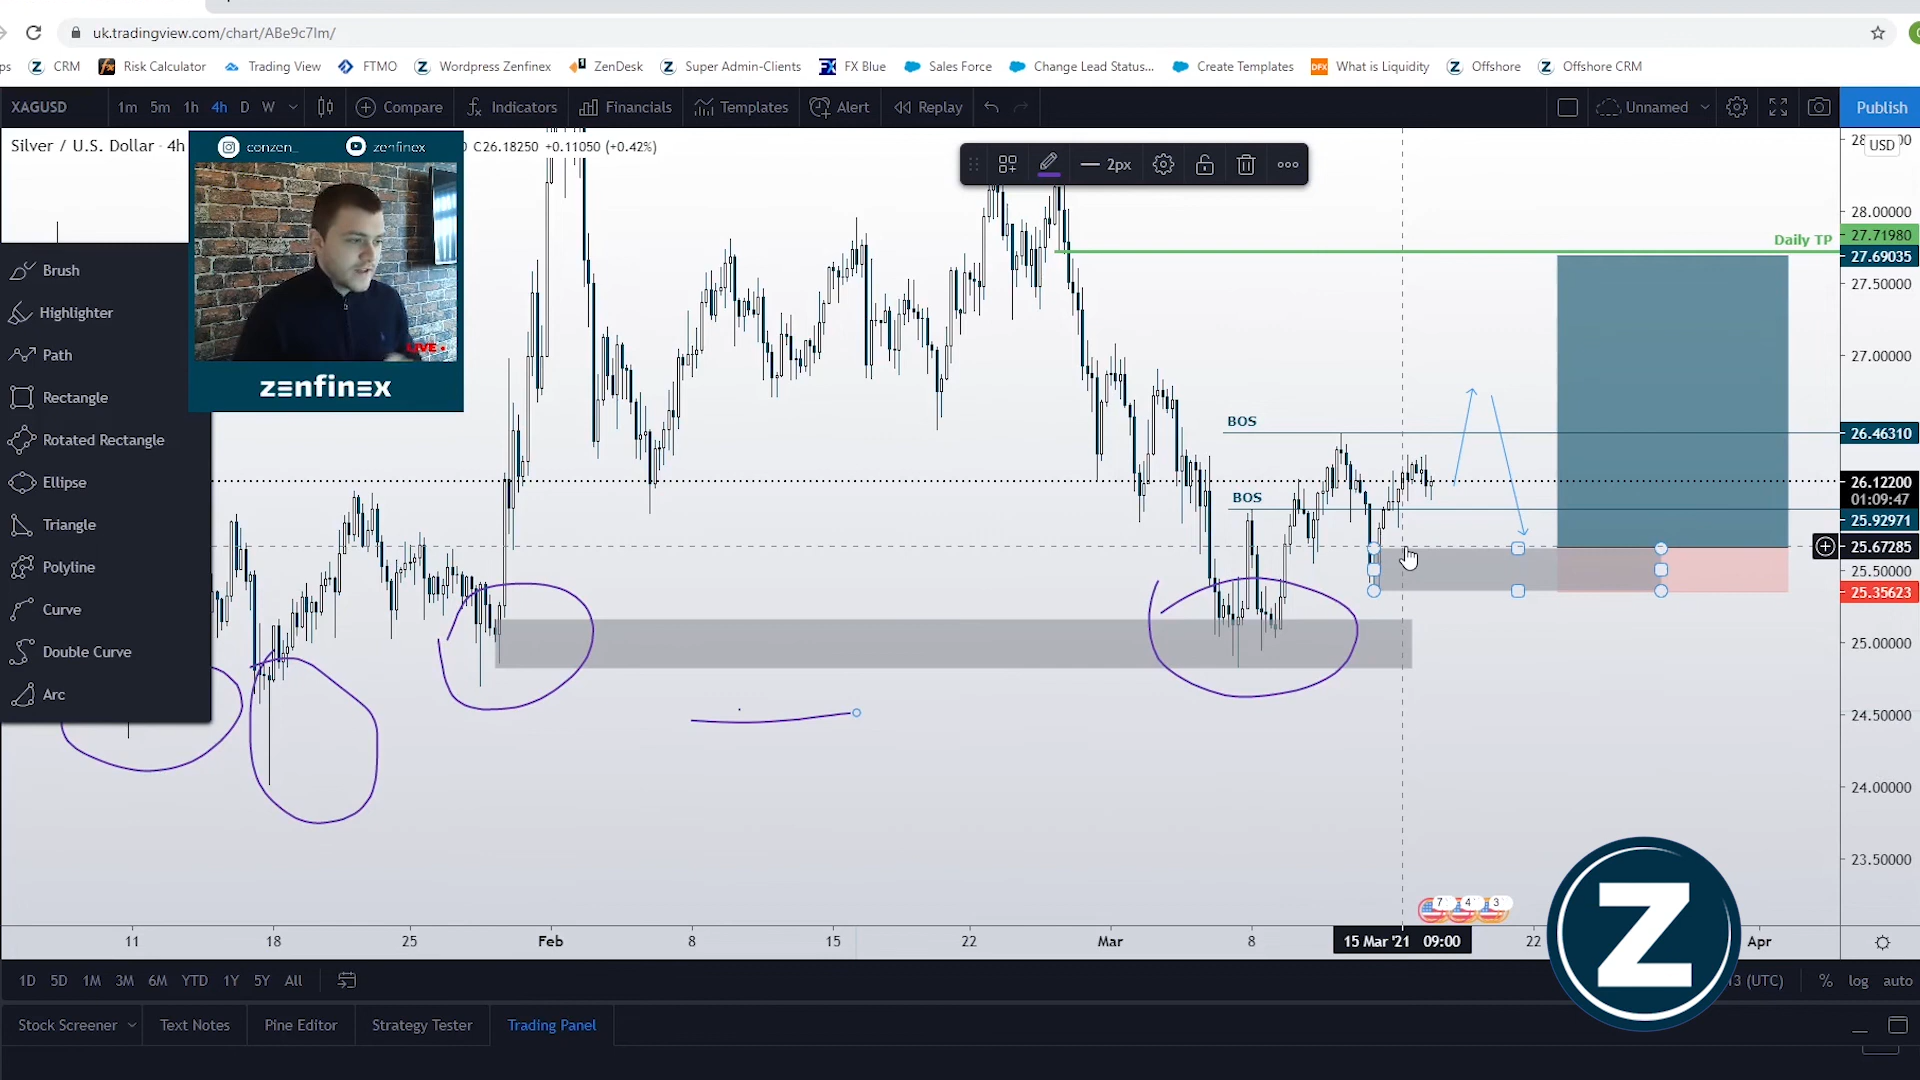 uk.tradingview.com/chart/ABe9c7lm/
ps CRM Risk Calculator Trading View FTMO Wordpress Zenfinex ZenDesk Super Admin-Clients FX Blue Sales Force Change Lead Status... Create Templates What is Liquidity Offshore Offshore CRM
XAGUSD 1m 5m 1h 4h D W Compare Indicators Financials Templates Alert Replay Unnamed Publish
Silver / U.S. Dollar · 4h
0 C26.18250 +0.11050 (+0.42%)
conzen_ zenfinex
LIVE
zenfinex
2px
USD
Brush
Highlighter
Path
Rectangle
Rotated Rectangle
Ellipse
Triangle
Polyline
Curve
Double Curve
Arc
Daily TP
BOS
BOS
28.00000
27.71980
27.69035
27.50000
27.00000
26.46310
26.12200
01:09:47
25.92971
25.67285
25.50000
25.35623
25.00000
24.50000
24.00000
23.50000
7 4 3
11 18 25 Feb 8 15 22 Mar 8 15 Mar '21 09:00 22 Apr
1D 5D 1M 3M 6M YTD 1Y 5Y All (UTC) % log auto
Z
Stock Screener Text Notes Pine Editor Strategy Tester Trading Panel